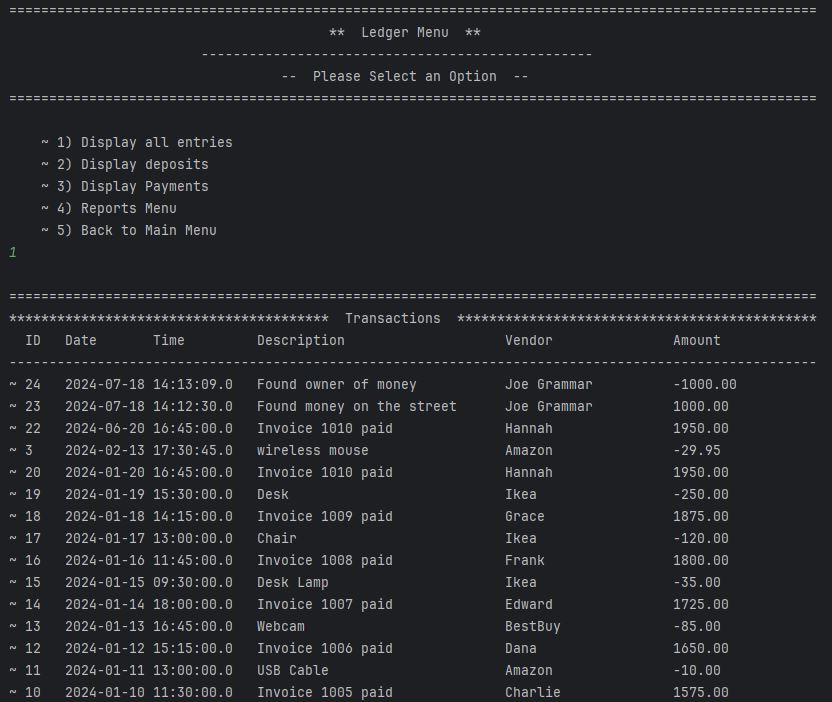 =====================================================================================================
** Ledger Menu **
-------------------------------------------------
-- Please Select an Option --
=====================================================================================================
~ 1) Display all entries
~ 2) Display deposits
~ 3) Display Payments
~ 4) Reports Menu
~ 5) Back to Main Menu
1
=====================================================================================================
**************************************** Transactions *********************************************
ID Date Time Description Vendor Amount
-----------------------------------------------------------------------------------------------------
~ 24 2024-07-18 14:13:09.0 Found owner of money Joe Grammar -1000.00
~ 23 2024-07-18 14:12:30.0 Found money on the street Joe Grammar 1000.00
~ 22 2024-06-20 16:45:00.0 Invoice 1010 paid Hannah 1950.00
~ 3 2024-02-13 17:30:45.0 wireless mouse Amazon -29.95
~ 20 2024-01-20 16:45:00.0 Invoice 1010 paid Hannah 1950.00
~ 19 2024-01-19 15:30:00.0 Desk Ikea -250.00
~ 18 2024-01-18 14:15:00.0 Invoice 1009 paid Grace 1875.00
~ 17 2024-01-17 13:00:00.0 Chair Ikea -120.00
~ 16 2024-01-16 11:45:00.0 Invoice 1008 paid Frank 1800.00
~ 15 2024-01-15 09:30:00.0 Desk Lamp Ikea -35.00
~ 14 2024-01-14 18:00:00.0 Invoice 1007 paid Edward 1725.00
~ 13 2024-01-13 16:45:00.0 Webcam BestBuy -85.00
~ 12 2024-01-12 15:15:00.0 Invoice 1006 paid Dana 1650.00
~ 11 2024-01-11 13:00:00.0 USB Cable Amazon -10.00
~ 10 2024-01-10 11:30:00.0 Invoice 1005 paid Charlie 1575.00